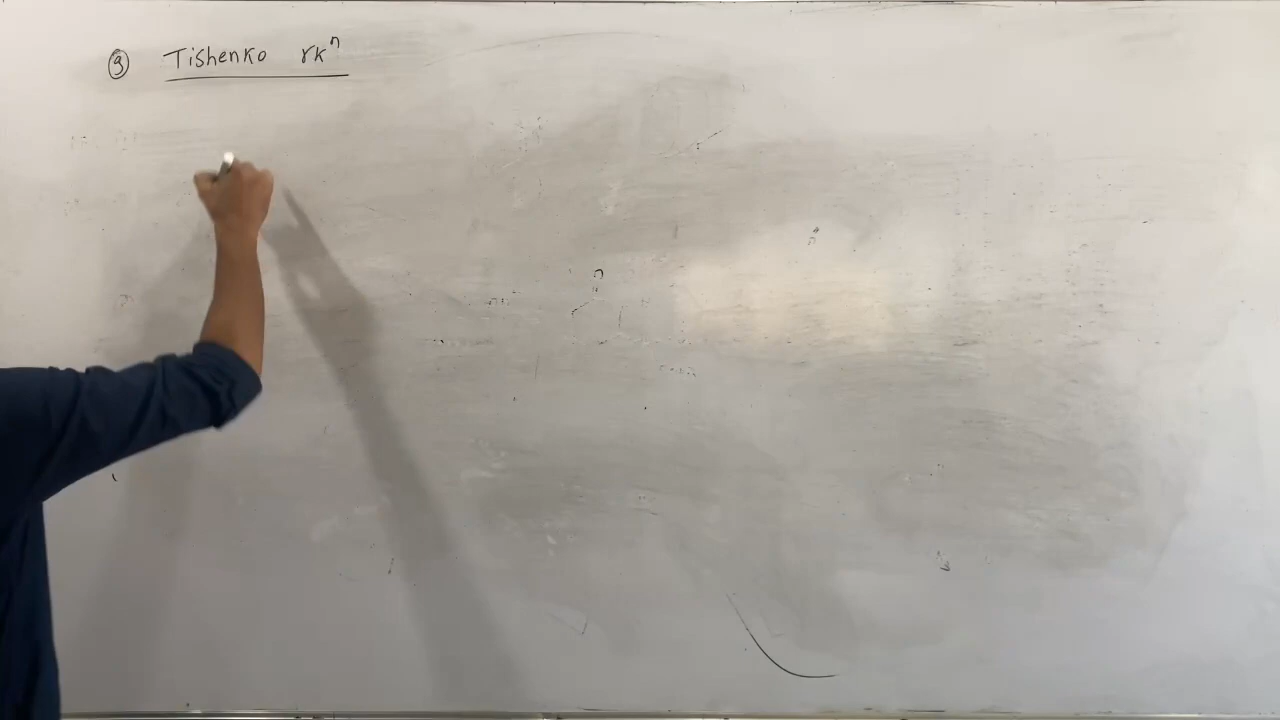 ③ Tishenko rkⁿ